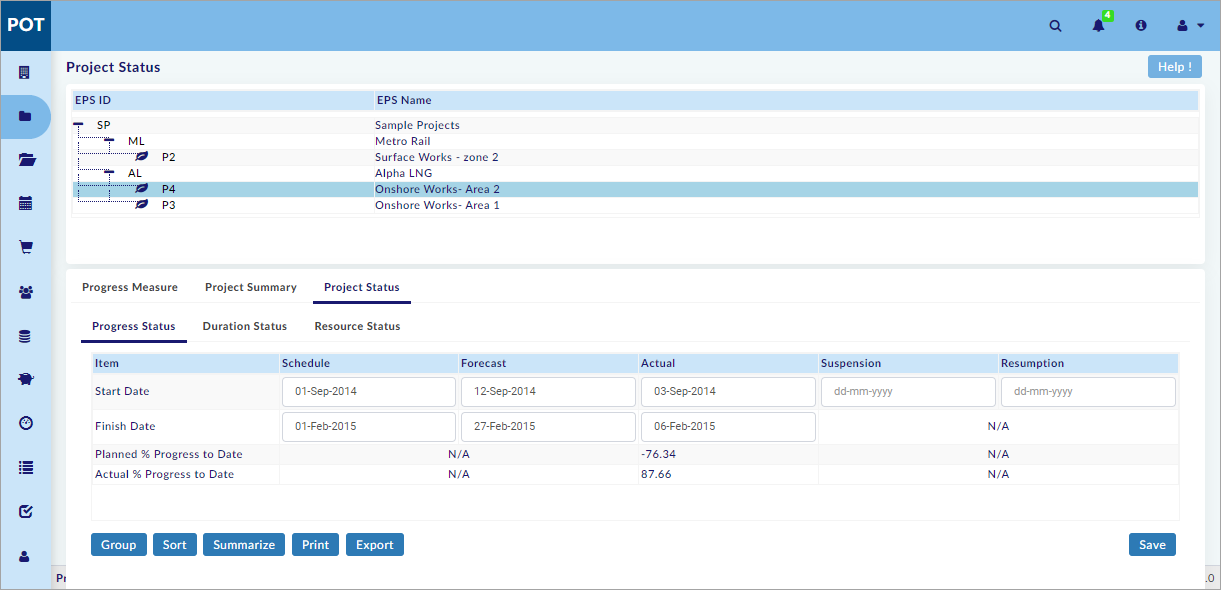 POT
4
Project Status
Help !
EPS ID EPS Name
SP Sample Projects
ML Metro Rail
P2 Surface Works - zone 2
AL Alpha LNG
P4 Onshore Works- Area 2
P3 Onshore Works- Area 1
Progress Measure Project Summary Project Status
Progress Status Duration Status Resource Status
Item Schedule Forecast Actual Suspension Resumption
Start Date 01-Sep-2014 12-Sep-2014 03-Sep-2014 dd-mm-yyyy dd-mm-yyyy
Finish Date 01-Feb-2015 27-Feb-2015 06-Feb-2015 N/A
Planned % Progress to Date N/A -76.34 N/A
Actual % Progress to Date N/A 87.66 N/A
Group Sort Summarize Print Export Save
Pr .0